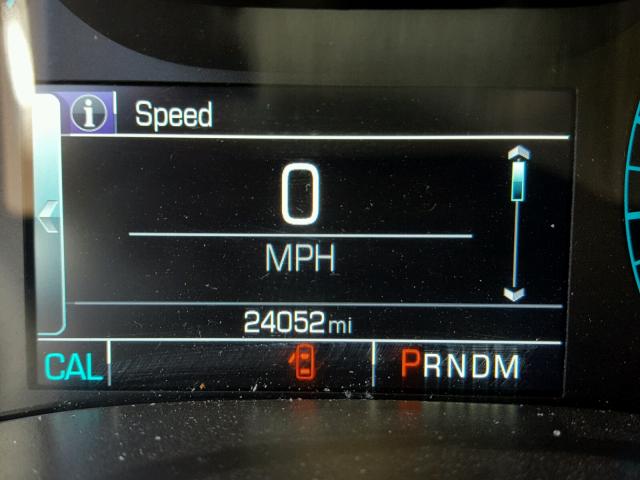 i Speed
0
MPH
24052 mi
CAL PRNDM